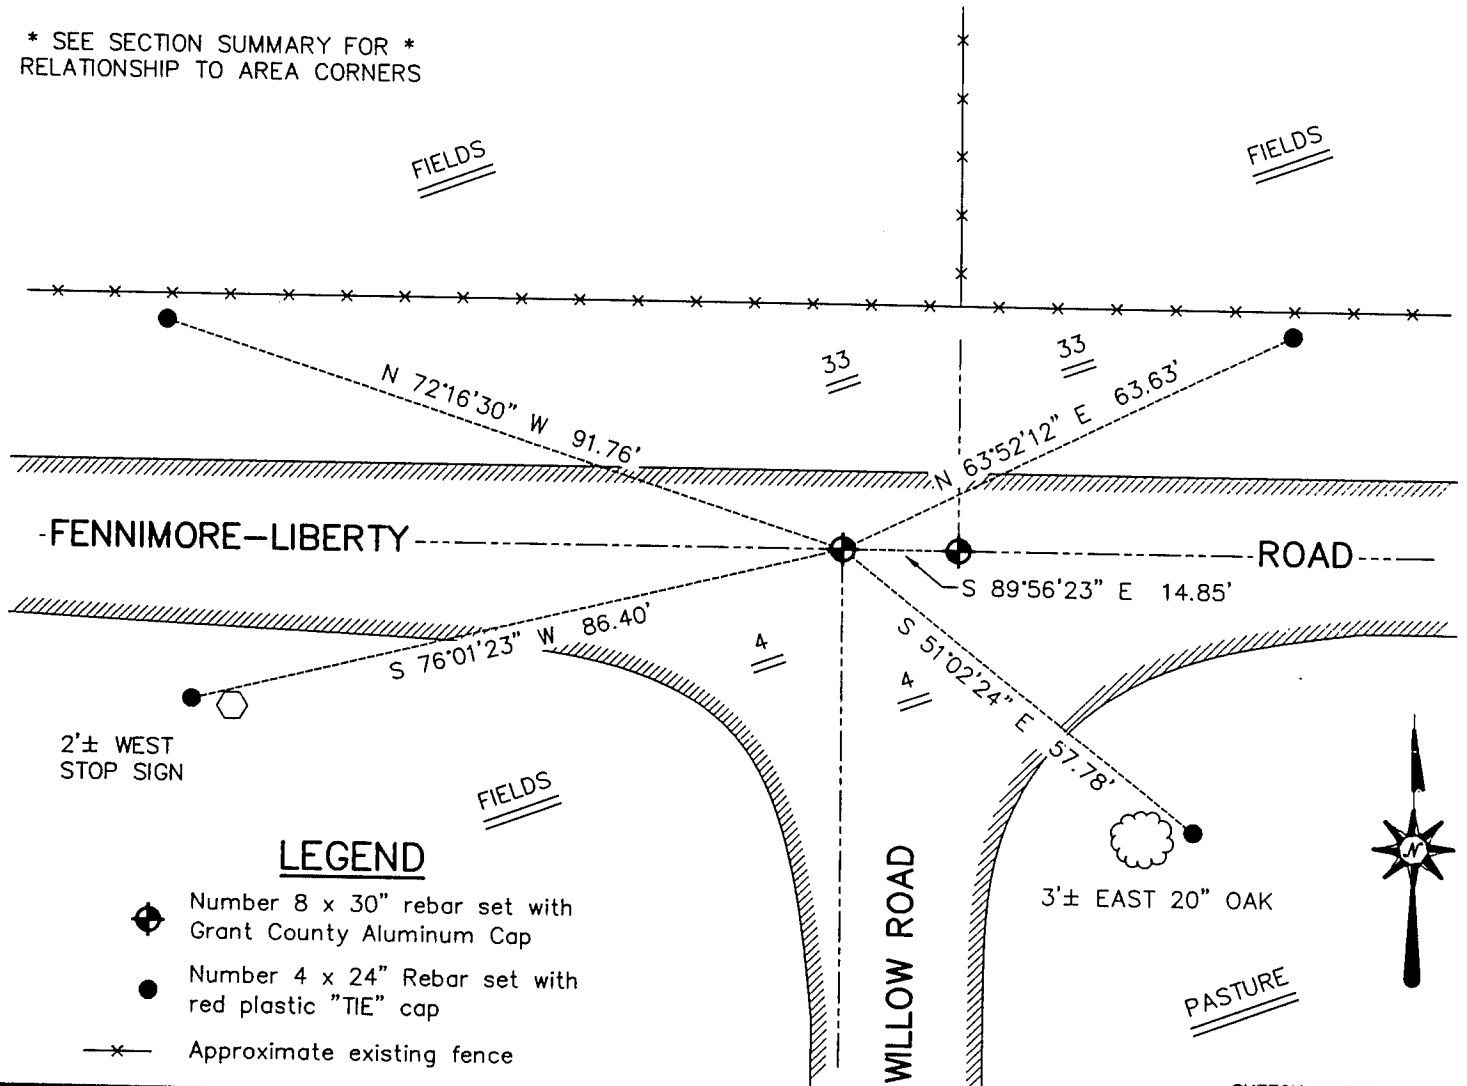 * SEE SECTION SUMMARY FOR *
RELATIONSHIP TO AREA CORNERS
FIELDS
FIELDS
33
33
N 72°16'30" W 91.76'
N 63°52'12" E 63.63'
FENNIMORE-LIBERTY
ROAD
S 89°56'23" E 14.85'
S 76°01'23" W 86.40'
4
4
S 51°02'24" E 57.78'
2'± WEST
STOP SIGN
FIELDS
LEGEND
Number 8 x 30" rebar set with
Grant County Aluminum Cap
Number 4 x 24" Rebar set with
red plastic "TIE" cap
Approximate existing fence
WILLOW ROAD
3'± EAST 20" OAK
N
PASTURE